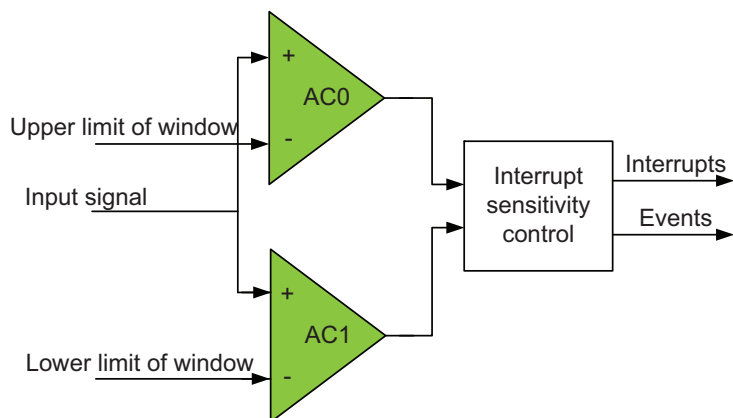 +
AC0
-
Upper limit of window
Input signal
+
AC1
-
Lower limit of window
Interrupt
sensitivity
control
Interrupts
Events